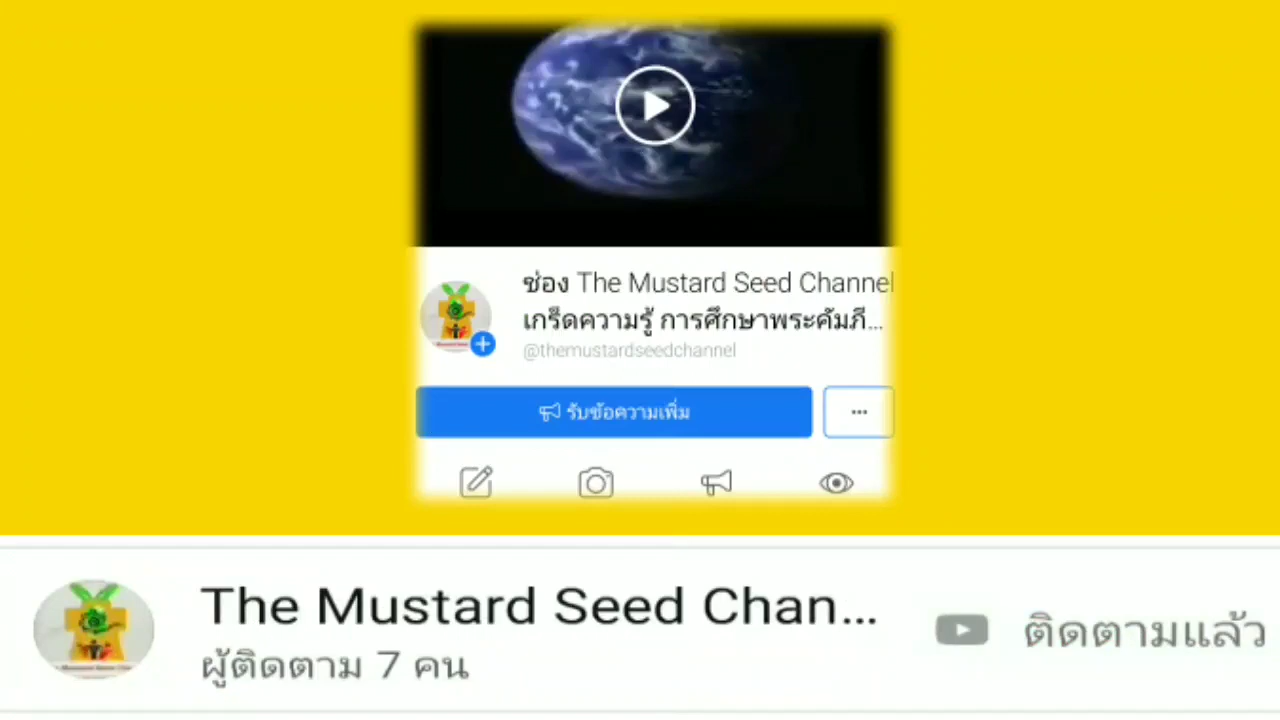 ช่อง The Mustard Seed Channel
เกร็ดความรู้ การศึกษาพระคัมภี...
@themustardseedchannel
รับข้อความเพิ่ม
The Mustard Seed Chan...
ผู้ติดตาม 7 คน
ติดตามแล้ว